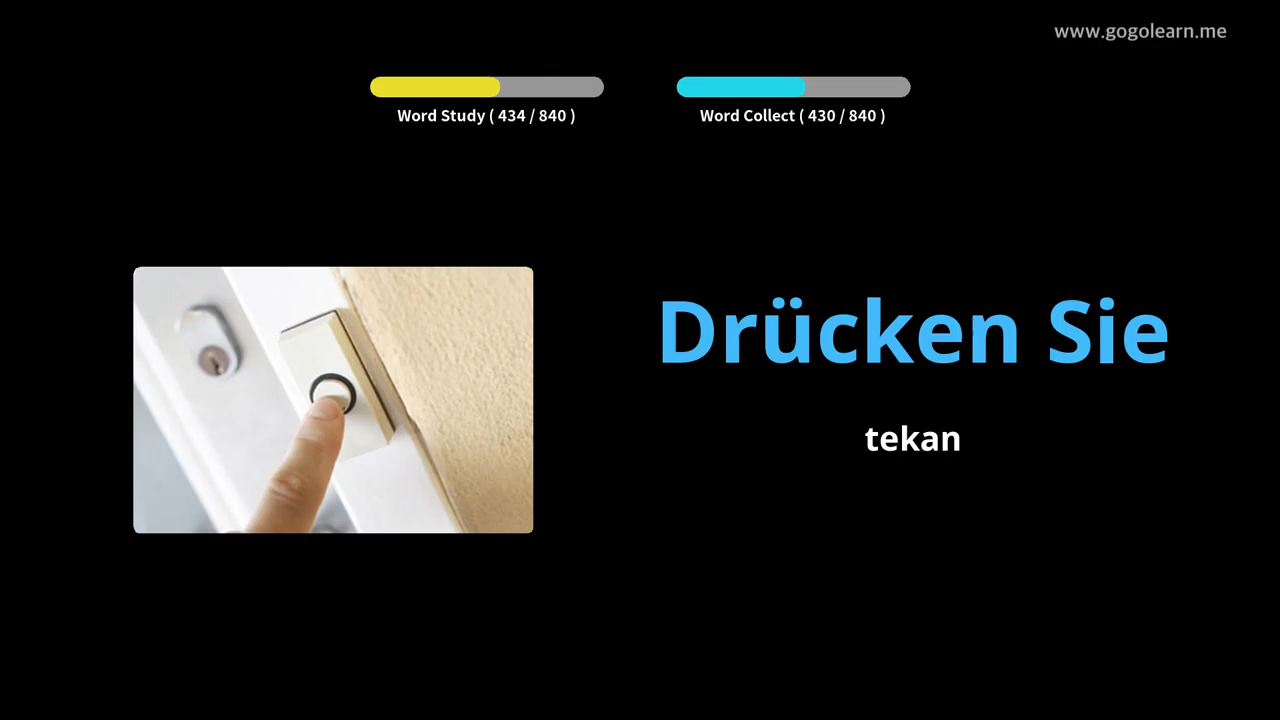 www.gogolearn.me
Word Study ( 434 / 840 )
Word Collect ( 430 / 840 )
Drücken Sie
tekan